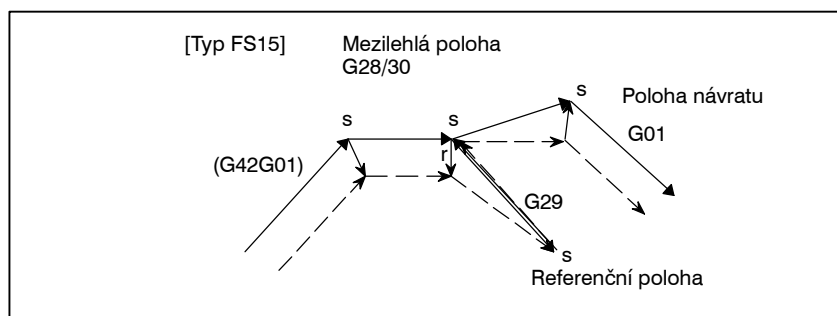 [Typ FS15]
Mezilehlá poloha
G28/30
s
s
s
Poloha návratu
G01
(G42G01)
r
G29
s
Referenční poloha